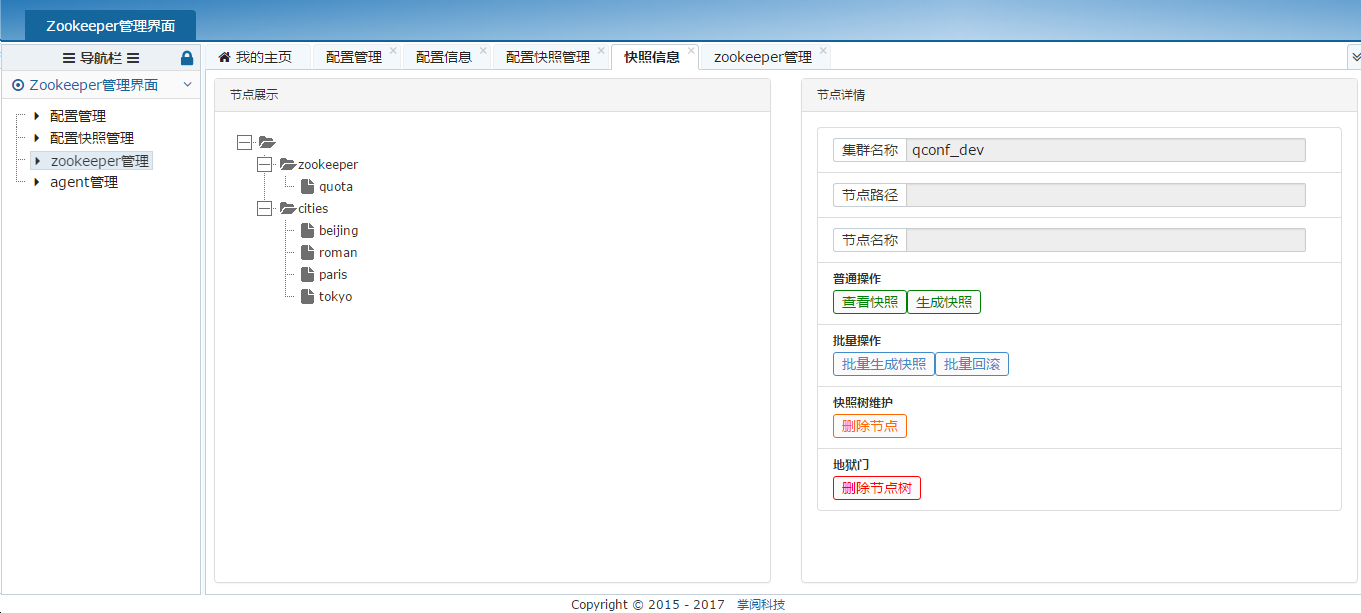 Zookeeper管理界面
导航栏
Zookeeper管理界面
配置管理
配置快照管理
zookeeper管理
agent管理
我的主页 配置管理 配置信息 配置快照管理 快照信息 zookeeper管理
节点展示
zookeeper
quota
cities
beijing
roman
paris
tokyo
节点详情
集群名称 qconf_dev
节点路径
节点名称
普通操作
查看快照 生成快照
批量操作
批量生成快照 批量回滚
快照树维护
删除节点
地狱门
删除节点树
Copyright © 2015 - 2017 掌阅科技